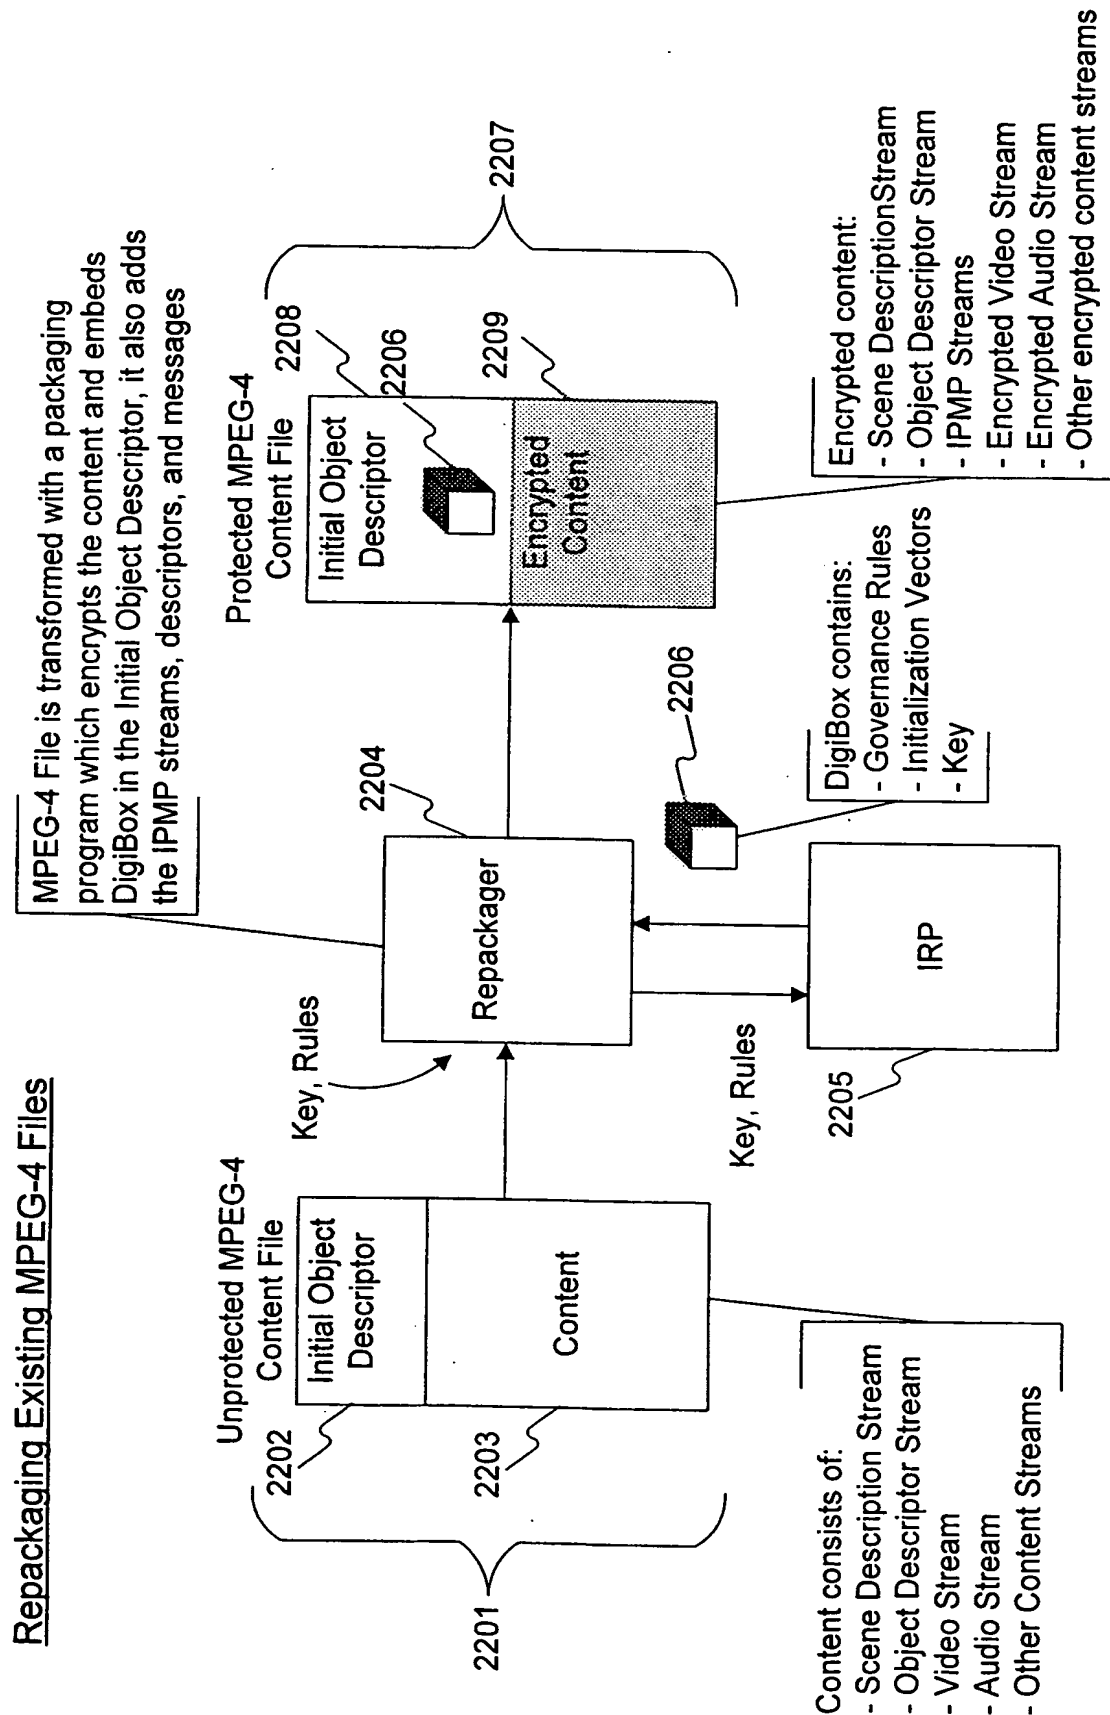 Repackaging Existing MPEG-4 Files
MPEG-4 File is transformed with a packaging
program which encrypts the content and embeds
DigiBox in the Initial Object Descriptor, it also adds
the IPMP streams, descriptors, and messages
Unprotected MPEG-4
Content File
2202
Initial Object
Descriptor
2203
Content
2201
Key, Rules
2204
Repackager
Protected MPEG-4
Content File
2208
2206
Initial Object
Descriptor
2209
Encrypted
Content
2207
Key, Rules
2206
2205
IRP
Content consists of:
- Scene Description Stream
- Object Descriptor Stream
- Video Stream
- Audio Stream
- Other Content Streams
DigiBox contains:
- Governance Rules
- Initialization Vectors
- Key
Encrypted content:
- Scene DescriptionStream
- Object Descriptor Stream
- IPMP Streams
- Encrypted Video Stream
- Encrypted Audio Stream
- Other encrypted content streams